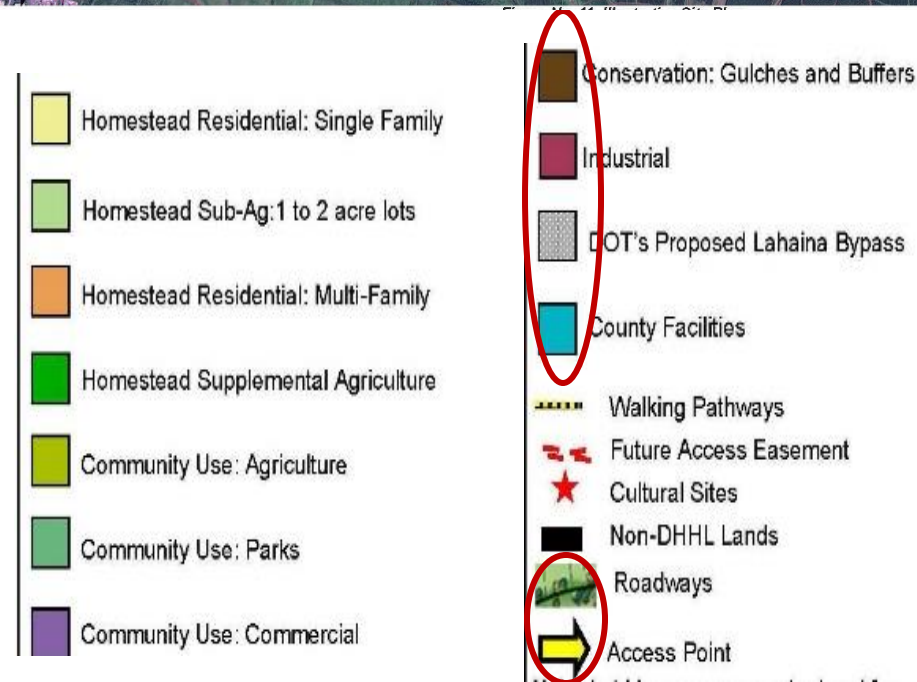 Homestead Residential: Single Family
Homestead Sub-Ag:1 to 2 acre lots
Homestead Residential: Multi-Family
Homestead Supplemental Agriculture
Community Use: Agriculture
Community Use: Parks
Community Use: Commercial
Conservation: Gulches and Buffers
Industrial
DOT's Proposed Lahaina Bypass
County Facilities
Walking Pathways
Future Access Easement
Cultural Sites
Non-DHHL Lands
Roadways
Access Point